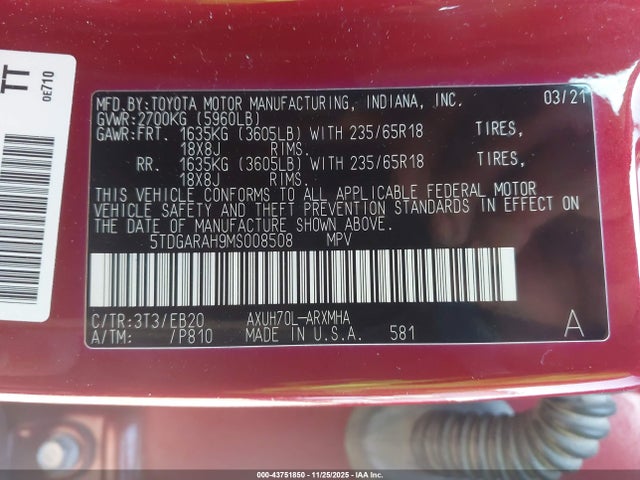 TT
0E710
MFD.BY:TOYOTA MOTOR MANUFACTURING, INDIANA, INC. 03/21
GVWR:2700KG (5960LB)
GAWR:FRT. 1635KG (3605LB) WITH 235/65R18 TIRES,
18X8J RIMS.
RR. 1635KG (3605LB) WITH 235/65R18 TIRES,
18X8J RIMS.
THIS VEHICLE CONFORMS TO ALL APPLICABLE FEDERAL MOTOR
VEHICLE SAFETY AND THEFT PREVENTION STANDARDS IN EFFECT ON
THE DATE OF MANUFACTURE SHOWN ABOVE.
5TDGARAH9MS008508 MPV
C/TR:3T3/EB20 AXUH70L-ARXMHA
A/TM: /P810 MADE IN U.S.A. 581 A
000-43751850 - 11/25/2025 - IAA Corp.